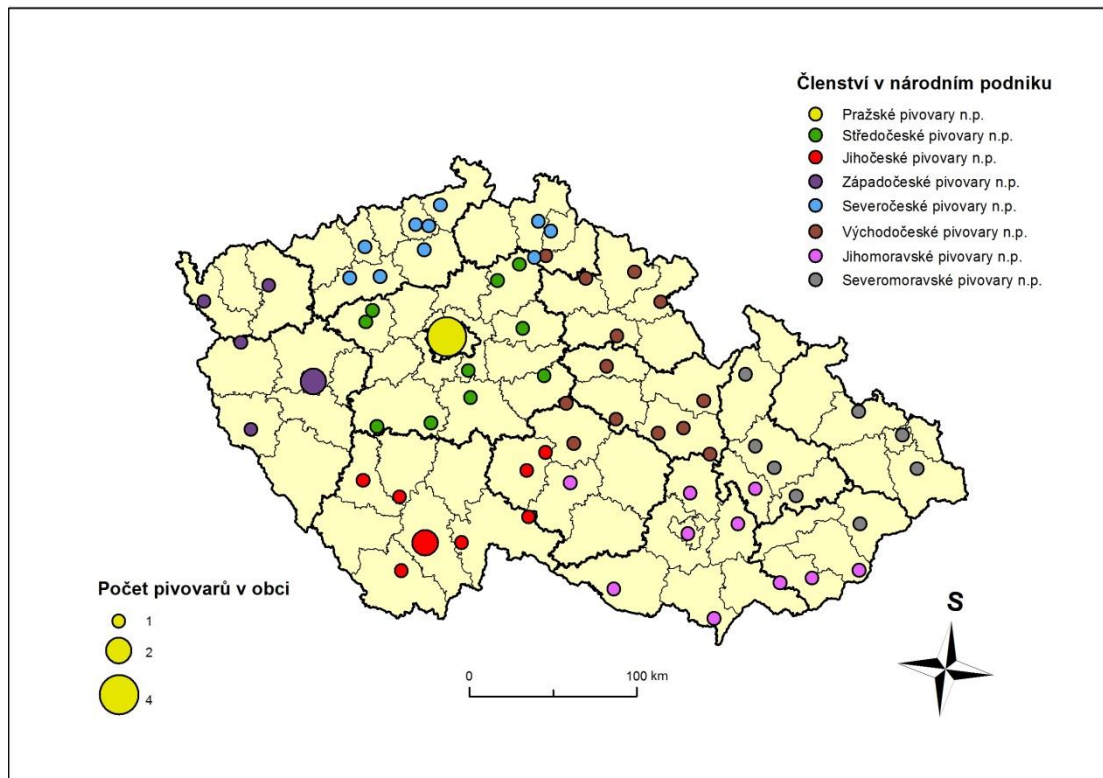 Členství v národním podniku
Pražské pivovary n.p.
Středočeské pivovary n.p.
Jihočeské pivovary n.p.
Západočeské pivovary n.p.
Severočeské pivovary n.p.
Východočeské pivovary n.p.
Jihomoravské pivovary n.p.
Severomoravské pivovary n.p.
Počet pivovarů v obci
1
2
4
0 100 km
S